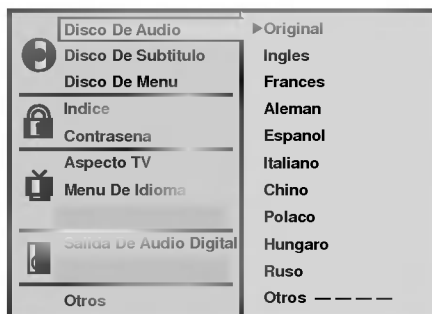 Disco De Audio
Disco De Subtitulo
Disco De Menu
Indice
Contrasena
Aspecto TV
Menu De Idioma
Salida De Audio Digital
Otros
Original
Ingles
Frances
Aleman
Espanol
Italiano
Chino
Polaco
Hungaro
Ruso
Otros — — — —